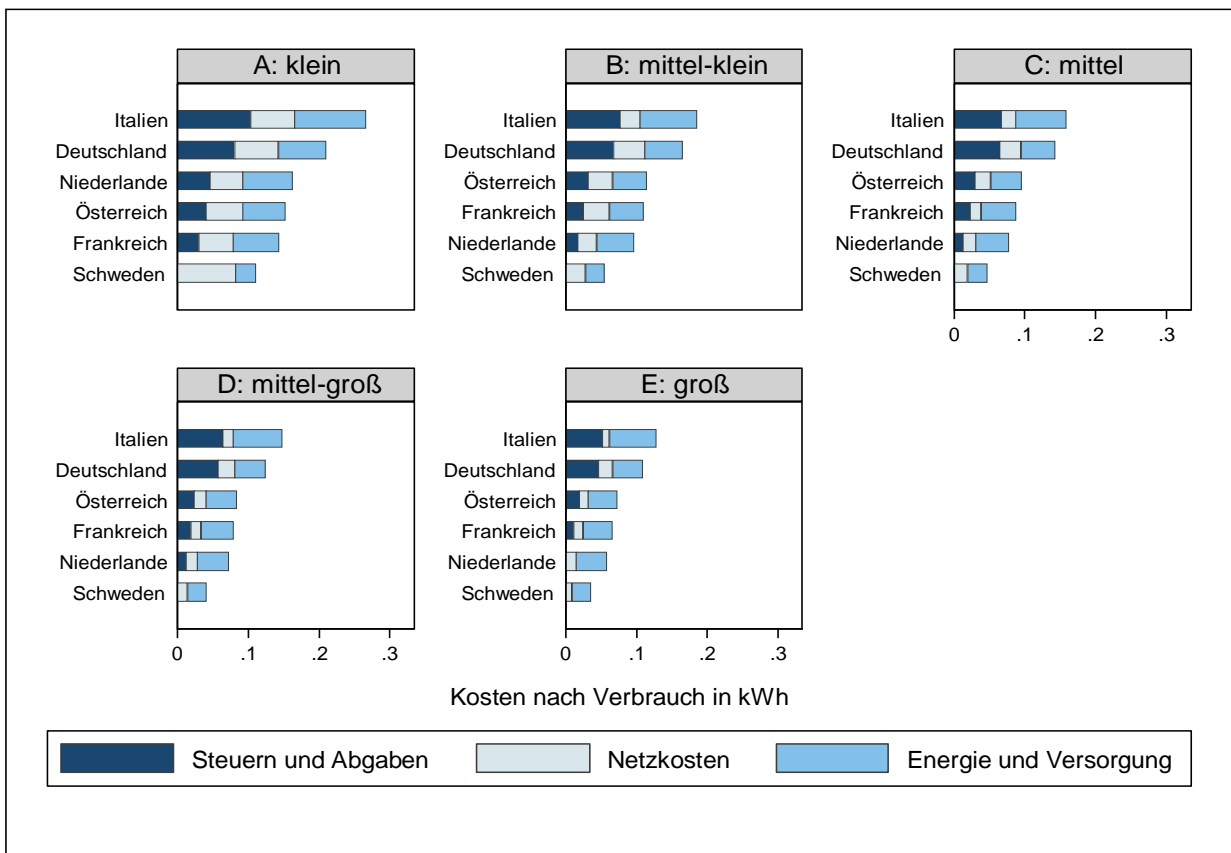 A: klein
Italien
Deutschland
Niederlande
Österreich
Frankreich
Schweden
B: mittel-klein
Italien
Deutschland
Österreich
Frankreich
Niederlande
Schweden
C: mittel
Italien
Deutschland
Österreich
Frankreich
Niederlande
Schweden
0 .1 .2 .3
D: mittel-groß
Italien
Deutschland
Österreich
Frankreich
Niederlande
Schweden
0 .1 .2 .3
E: groß
Italien
Deutschland
Österreich
Frankreich
Niederlande
Schweden
0 .1 .2 .3
Kosten nach Verbrauch in kWh
Steuern und Abgaben Netzkosten Energie und Versorgung